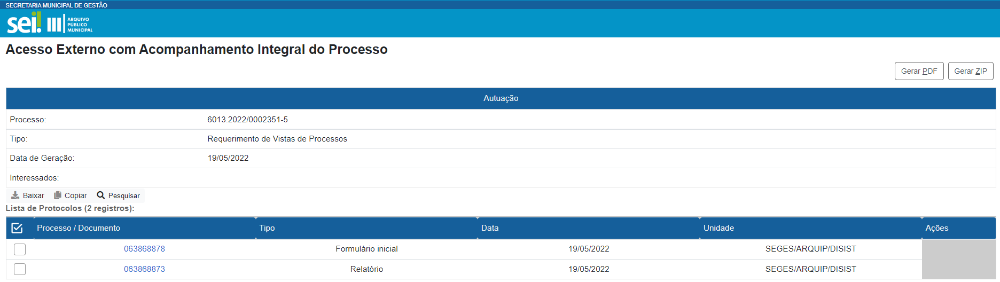 SECRETARIA MUNICIPAL DE GESTÃO
sei! ARQUIVO PÚBLICO MUNICIPAL
Acesso Externo com Acompanhamento Integral do Processo
Gerar PDF Gerar ZIP
Autuação
Processo: 6013.2022/0002351-5
Tipo: Requerimento de Vistas de Processos
Data de Geração: 19/05/2022
Interessados:
Baixar Copiar Pesquisar
Lista de Protocolos (2 registros):
Processo / Documento Tipo Data Unidade Ações
063868878 Formulário inicial 19/05/2022 SEGES/ARQUIP/DISIST
063868873 Relatório 19/05/2022 SEGES/ARQUIP/DISIST